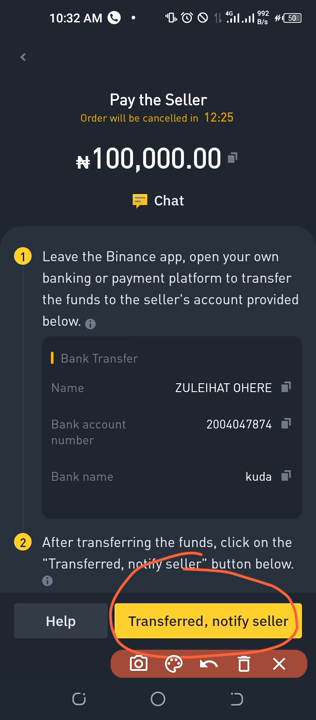 10:32 AM
4G 992 B/s 50
Pay the Seller
Order will be cancelled in 12:25
₦100,000.00
Chat
1 Leave the Binance app, open your own
banking or payment platform to transfer
the funds to the seller's account provided
below.
Bank Transfer
Name ZULEIHAT OHERE
Bank account 2004047874
number
Bank name kuda
2 After transferring the funds, click on the
"Transferred, notify seller" button below.
Help Transferred, notify seller